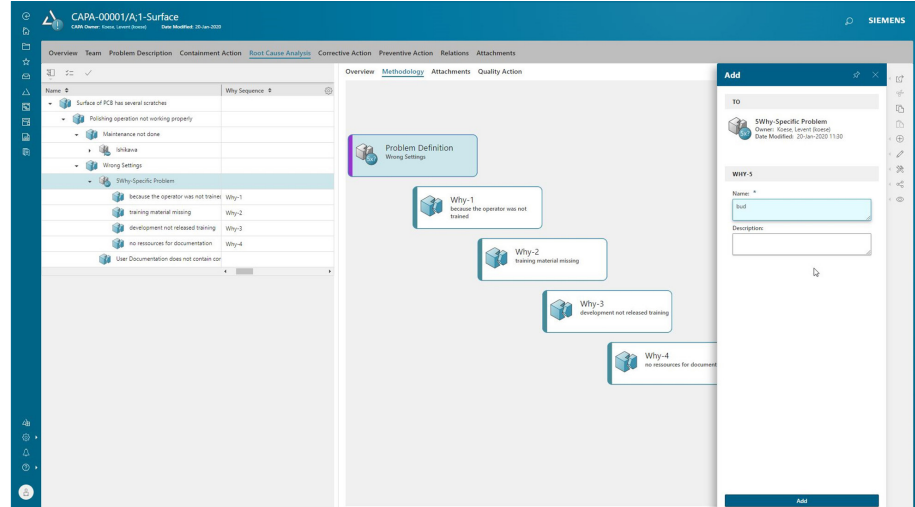 CAPA-00001/A;1-Surface
CAPA Owner: Koese, Levent (koese) Date Modified: 20-Jan-2020
SIEMENS
Overview Team Problem Description Containment Action Root Cause Analysis Corrective Action Preventive Action Relations Attachments
Name Why Sequence
Surface of PCB has several scratches
Polishing operation not working properly
Maintenance not done
Ishikawa
Wrong Settings
5Why-Specific Problem
because the operator was not traine Why-1
training material missing Why-2
development not released training Why-3
no ressources for documentation Why-4
User Documentation does not contain cor
Overview Methodology Attachments Quality Action
Problem Definition
Wrong Settings
5x?
Why-1
because the operator was not
trained
Why-2
training material missing
Why-3
development not released training
Why-4
no ressources for document
Add
TO
5Why-Specific Problem
Owner: Koese, Levent (koese)
Date Modified: 20-Jan-2020 11:30
WHY-5
Name: *
bud
Description:
Add